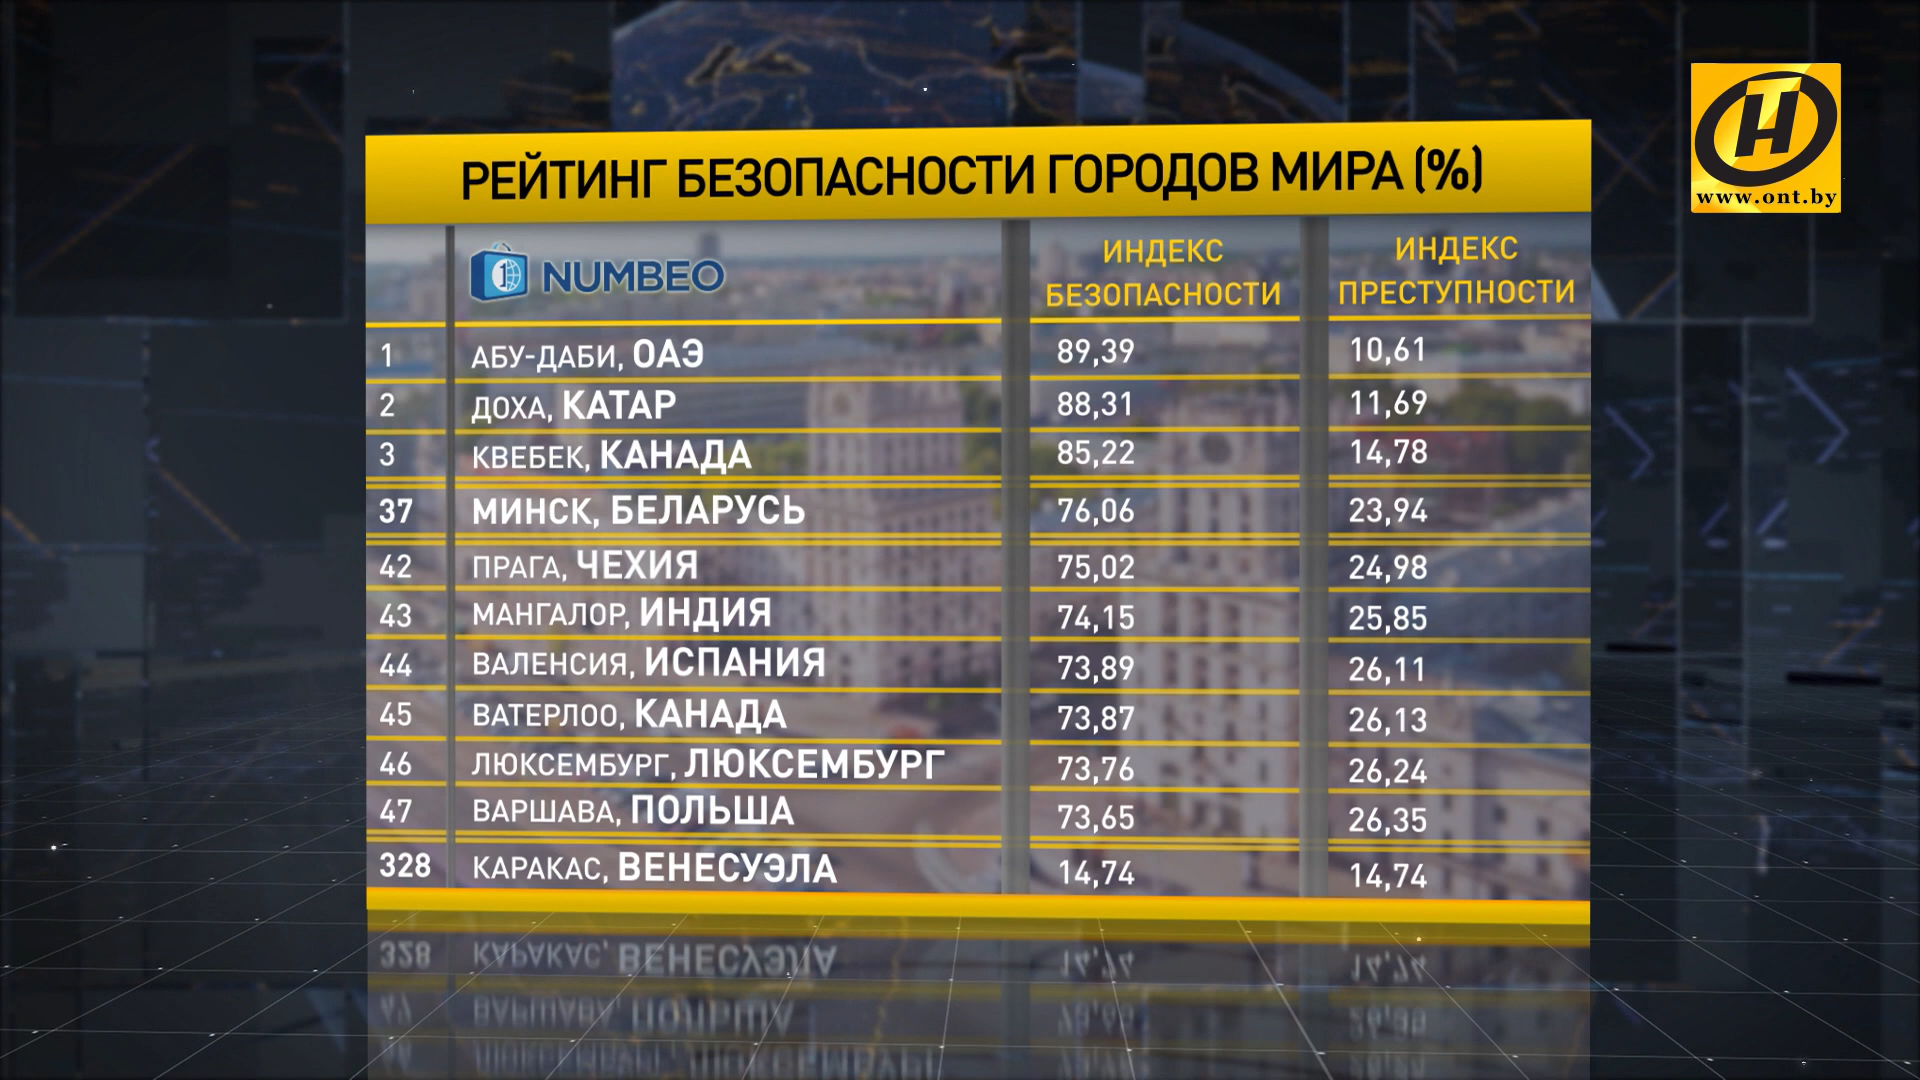 Н
www.ont.by
РЕЙТИНГ БЕЗОПАСНОСТИ ГОРОДОВ МИРА (%)
1 NUMBEO ИНДЕКС БЕЗОПАСНОСТИ ИНДЕКС ПРЕСТУПНОСТИ
1 АБУ-ДАБИ, ОАЭ 89,39 10,61
2 ДОХА, КАТАР 88,31 11,69
3 КВЕБЕК, КАНАДА 85,22 14,78
37 МИНСК, БЕЛАРУСЬ 76,06 23,94
42 ПРАГА, ЧЕХИЯ 75,02 24,98
43 МАНГАЛОР, ИНДИЯ 74,15 25,85
44 ВАЛЕНСИЯ, ИСПАНИЯ 73,89 26,11
45 ВАТЕРЛОО, КАНАДА 73,87 26,13
46 ЛЮКСЕМБУРГ, ЛЮКСЕМБУРГ 73,76 26,24
47 ВАРШАВА, ПОЛЬША 73,65 26,35
328 КАРАКАС, ВЕНЕСУЭЛА 14,74 14,74